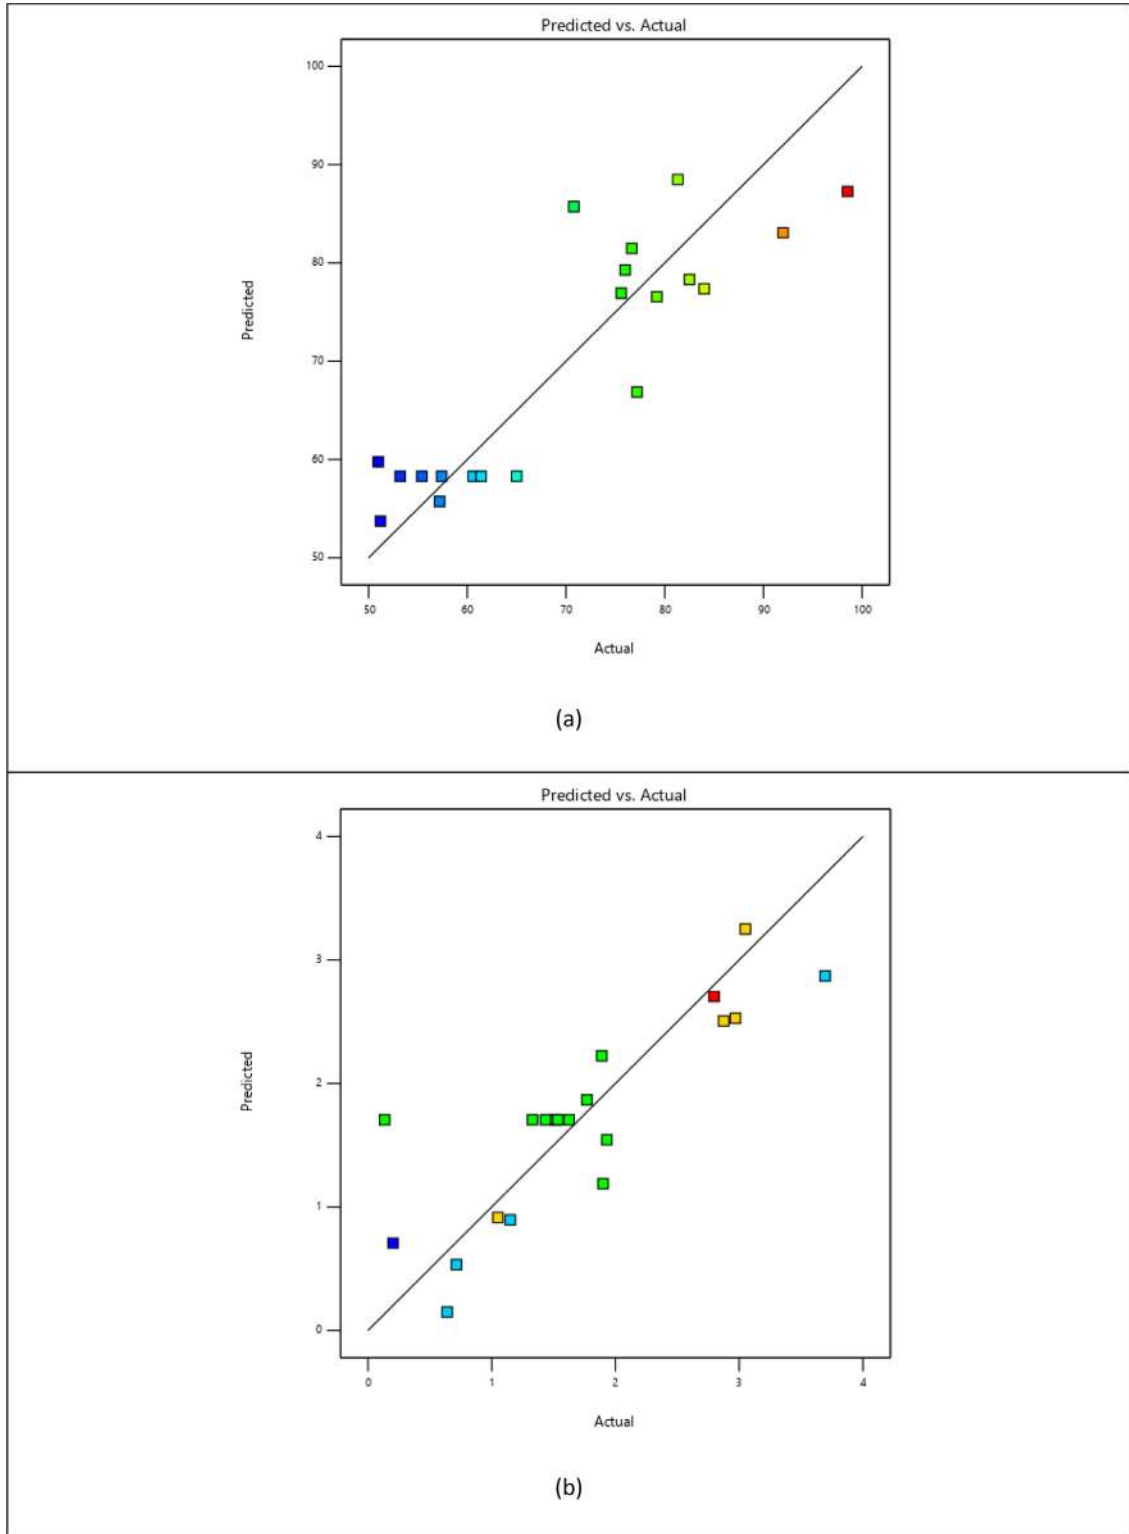 Predicted vs. Actual
100
90
80
70
60
50
Predicted
50 60 70 80 90 100
Actual
(a)
Predicted vs. Actual
4
3
2
1
0
Predicted
0 1 2 3 4
Actual
(b)